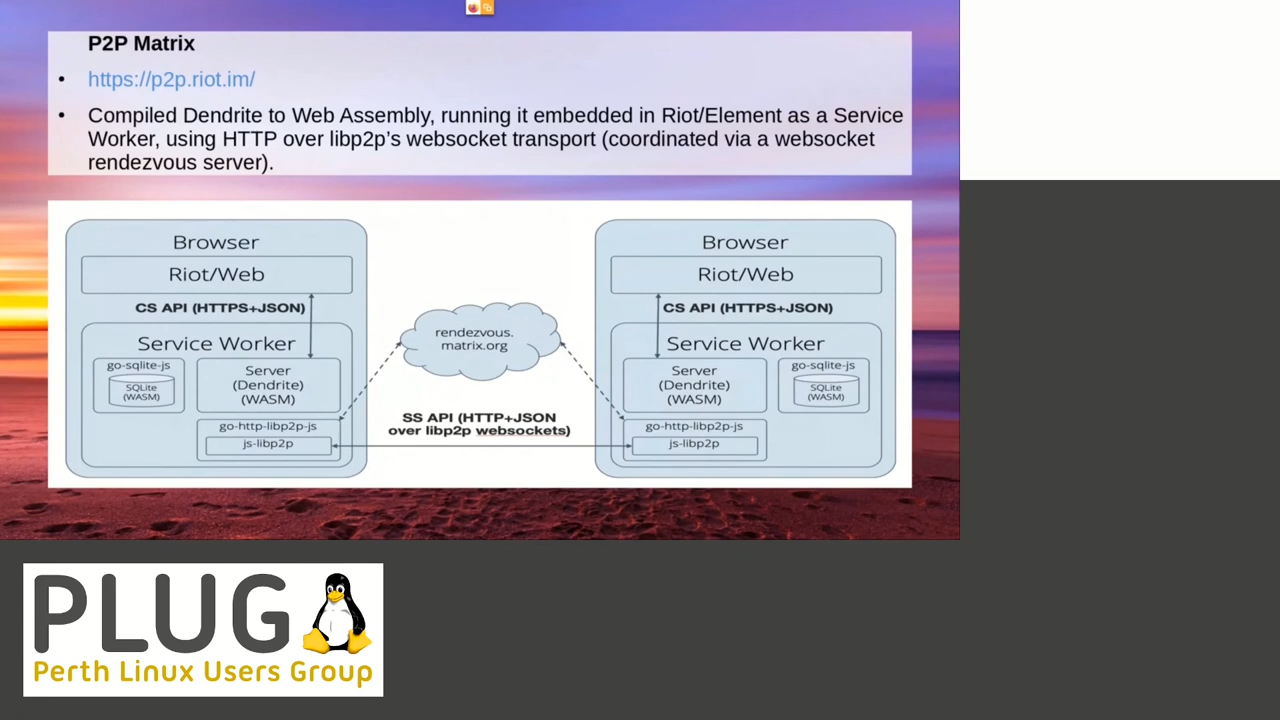 P2P Matrix
• https://p2p.riot.im/
• Compiled Dendrite to Web Assembly, running it embedded in Riot/Element as a Service
Worker, using HTTP over libp2p’s websocket transport (coordinated via a websocket
rendezvous server).
Browser
Riot/Web
CS API (HTTPS+JSON)
Service Worker
go-sqlite-js
SQLite
(WASM)
Server
(Dendrite)
(WASM)
go-http-libp2p-js
js-libp2p
rendezvous.
matrix.org
SS API (HTTP+JSON
over libp2p websockets)
Browser
Riot/Web
CS API (HTTPS+JSON)
Service Worker
Server
(Dendrite)
(WASM)
go-sqlite-js
SQLite
(WASM)
go-http-libp2p-js
js-libp2p
PLUG
Perth Linux Users Group